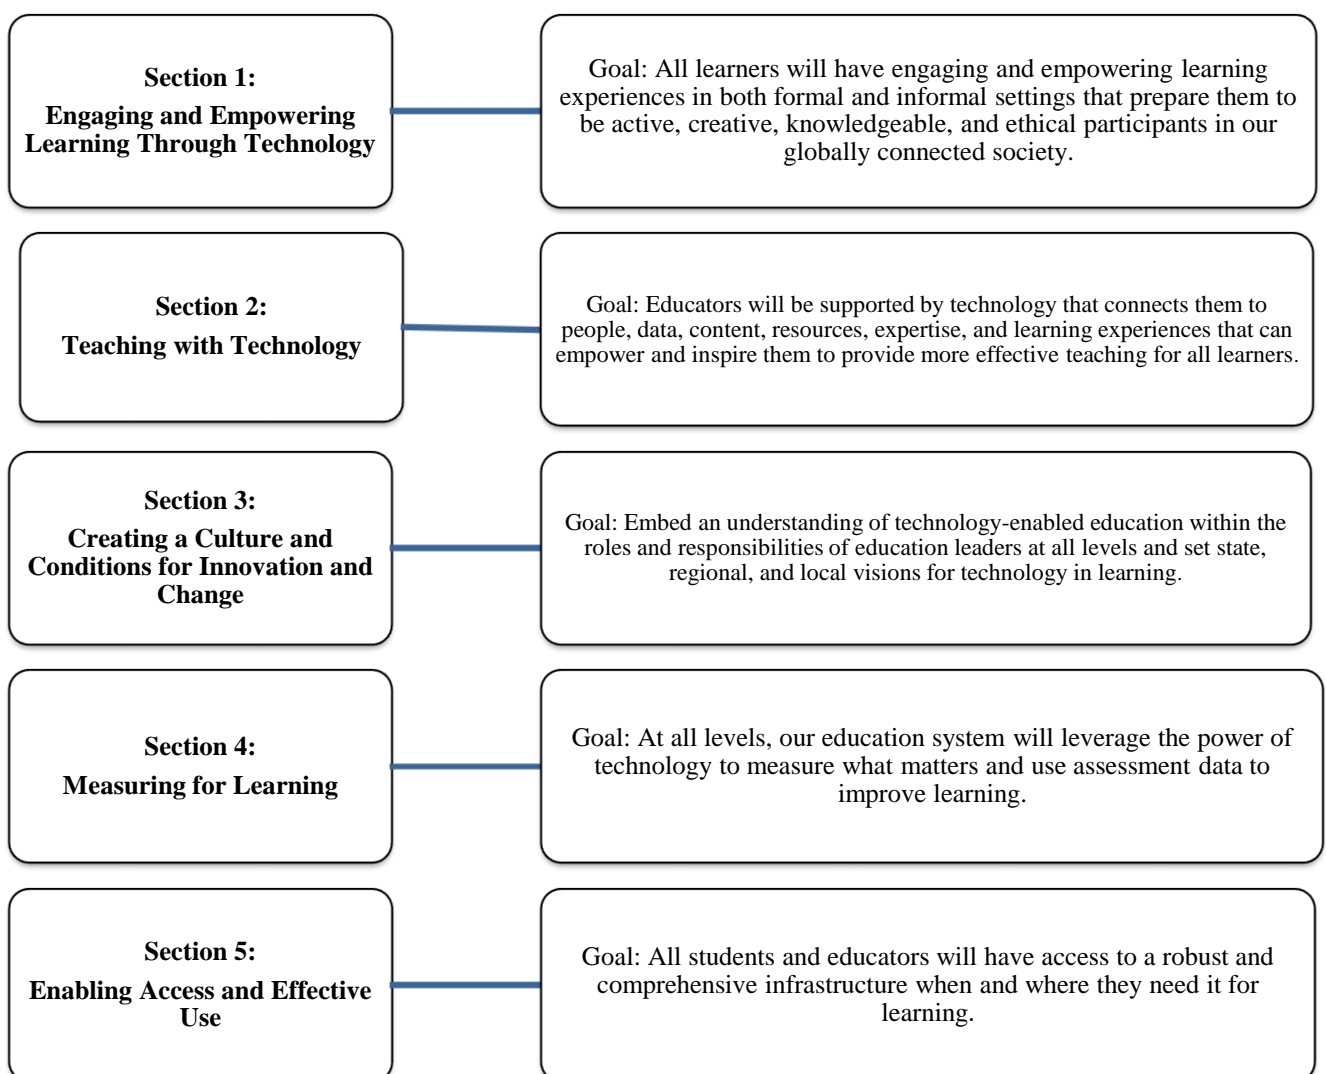 Section 1:
Engaging and Empowering
Learning Through Technology
Goal: All learners will have engaging and empowering learning
experiences in both formal and informal settings that prepare them to
be active, creative, knowledgeable, and ethical participants in our
globally connected society.
Section 2:
Teaching with Technology
Goal: Educators will be supported by technology that connects them to
people, data, content, resources, expertise, and learning experiences that can
empower and inspire them to provide more effective teaching for all learners.
Section 3:
Creating a Culture and
Conditions for Innovation and
Change
Goal: Embed an understanding of technology-enabled education within the
roles and responsibilities of education leaders at all levels and set state,
regional, and local visions for technology in learning.
Section 4:
Measuring for Learning
Goal: At all levels, our education system will leverage the power of
technology to measure what matters and use assessment data to
improve learning.
Section 5:
Enabling Access and Effective
Use
Goal: All students and educators will have access to a robust and
comprehensive infrastructure when and where they need it for
learning.